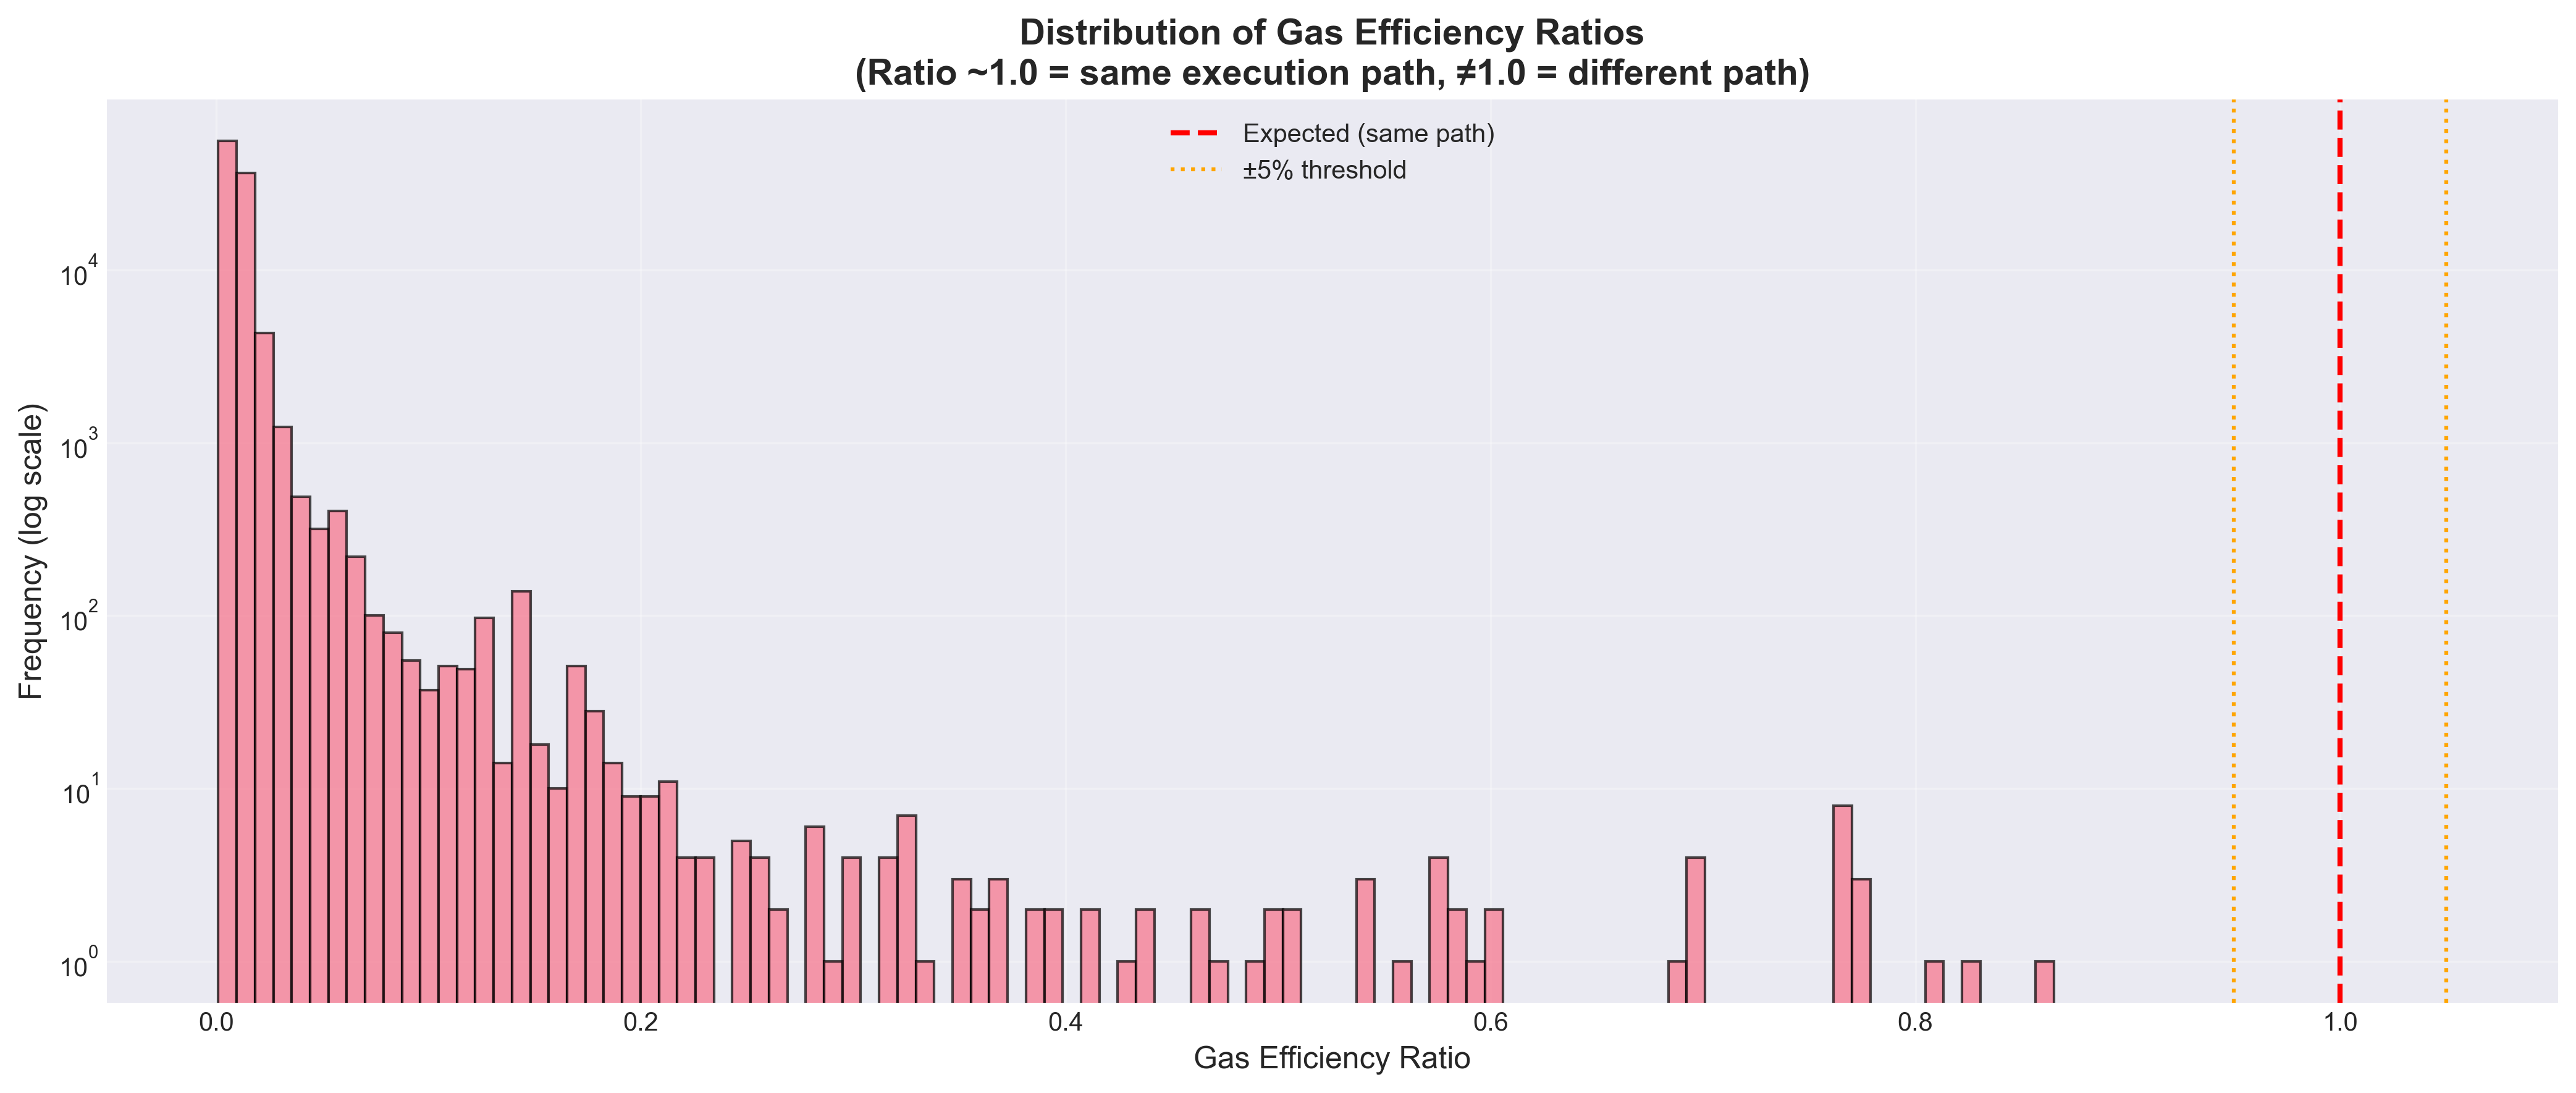 Distribution of Gas Efficiency Ratios
(Ratio ~1.0 = same execution path, ≠1.0 = different path)
Expected (same path)
±5% threshold
Frequency (log scale)
10^4
10^3
10^2
10^1
10^0
0.0 0.2 0.4 0.6 0.8 1.0
Gas Efficiency Ratio